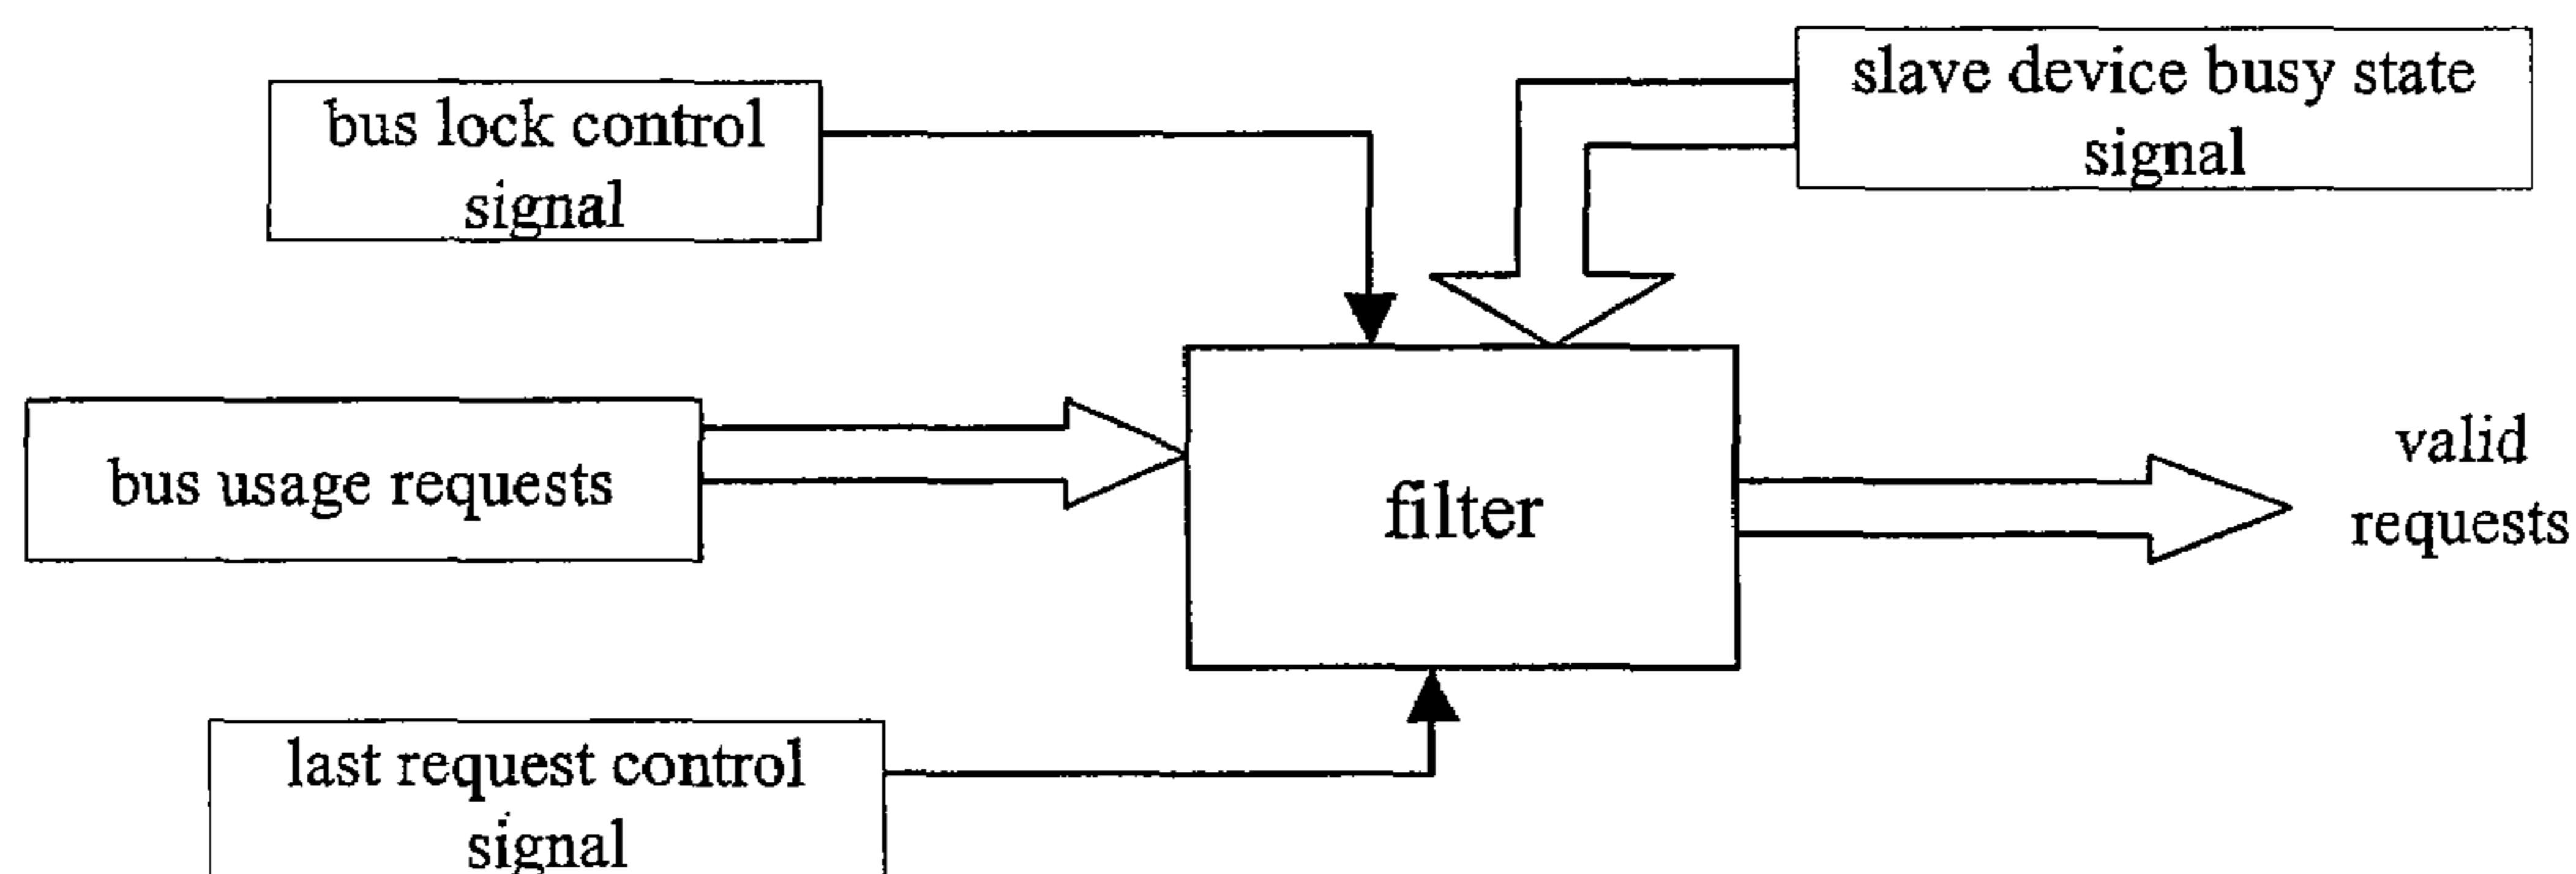 bus lock control
signal
slave device busy state
signal
bus usage requests
filter
valid
requests
last request control
signal